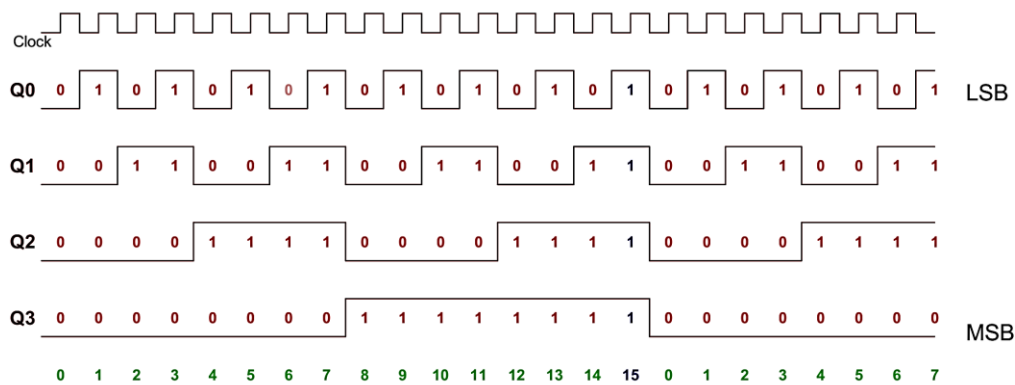 Clock
Q0 0 1 0 1 0 1 0 1 0 1 0 1 0 1 0 1 0 1 0 1 0 1 0 1 LSB
Q1 0 0 1 1 0 0 1 1 0 0 1 1 0 0 1 1 0 0 1 1 0 0 1 1
Q2 0 0 0 0 1 1 1 1 0 0 0 0 1 1 1 1 0 0 0 0 1 1 1 1
Q3 0 0 0 0 0 0 0 0 1 1 1 1 1 1 1 1 0 0 0 0 0 0 0 0 MSB
0 1 2 3 4 5 6 7 8 9 10 11 12 13 14 15 0 1 2 3 4 5 6 7